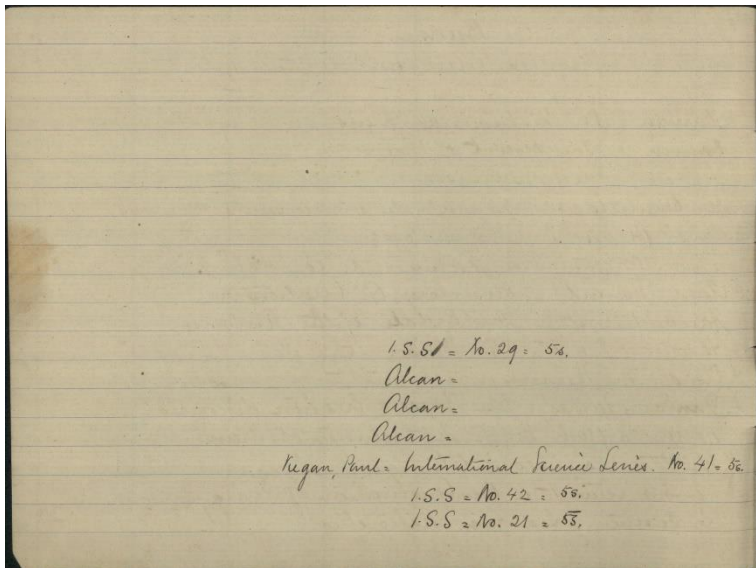 I.S.S = No. 29 = 5s.
Alcan =
Alcan =
Alcan =
Kegan, Paul = International Science Series. No. 41 = 5s.
I.S.S = No. 42 = 5s.
I.S.S = No. 21 = 5s.